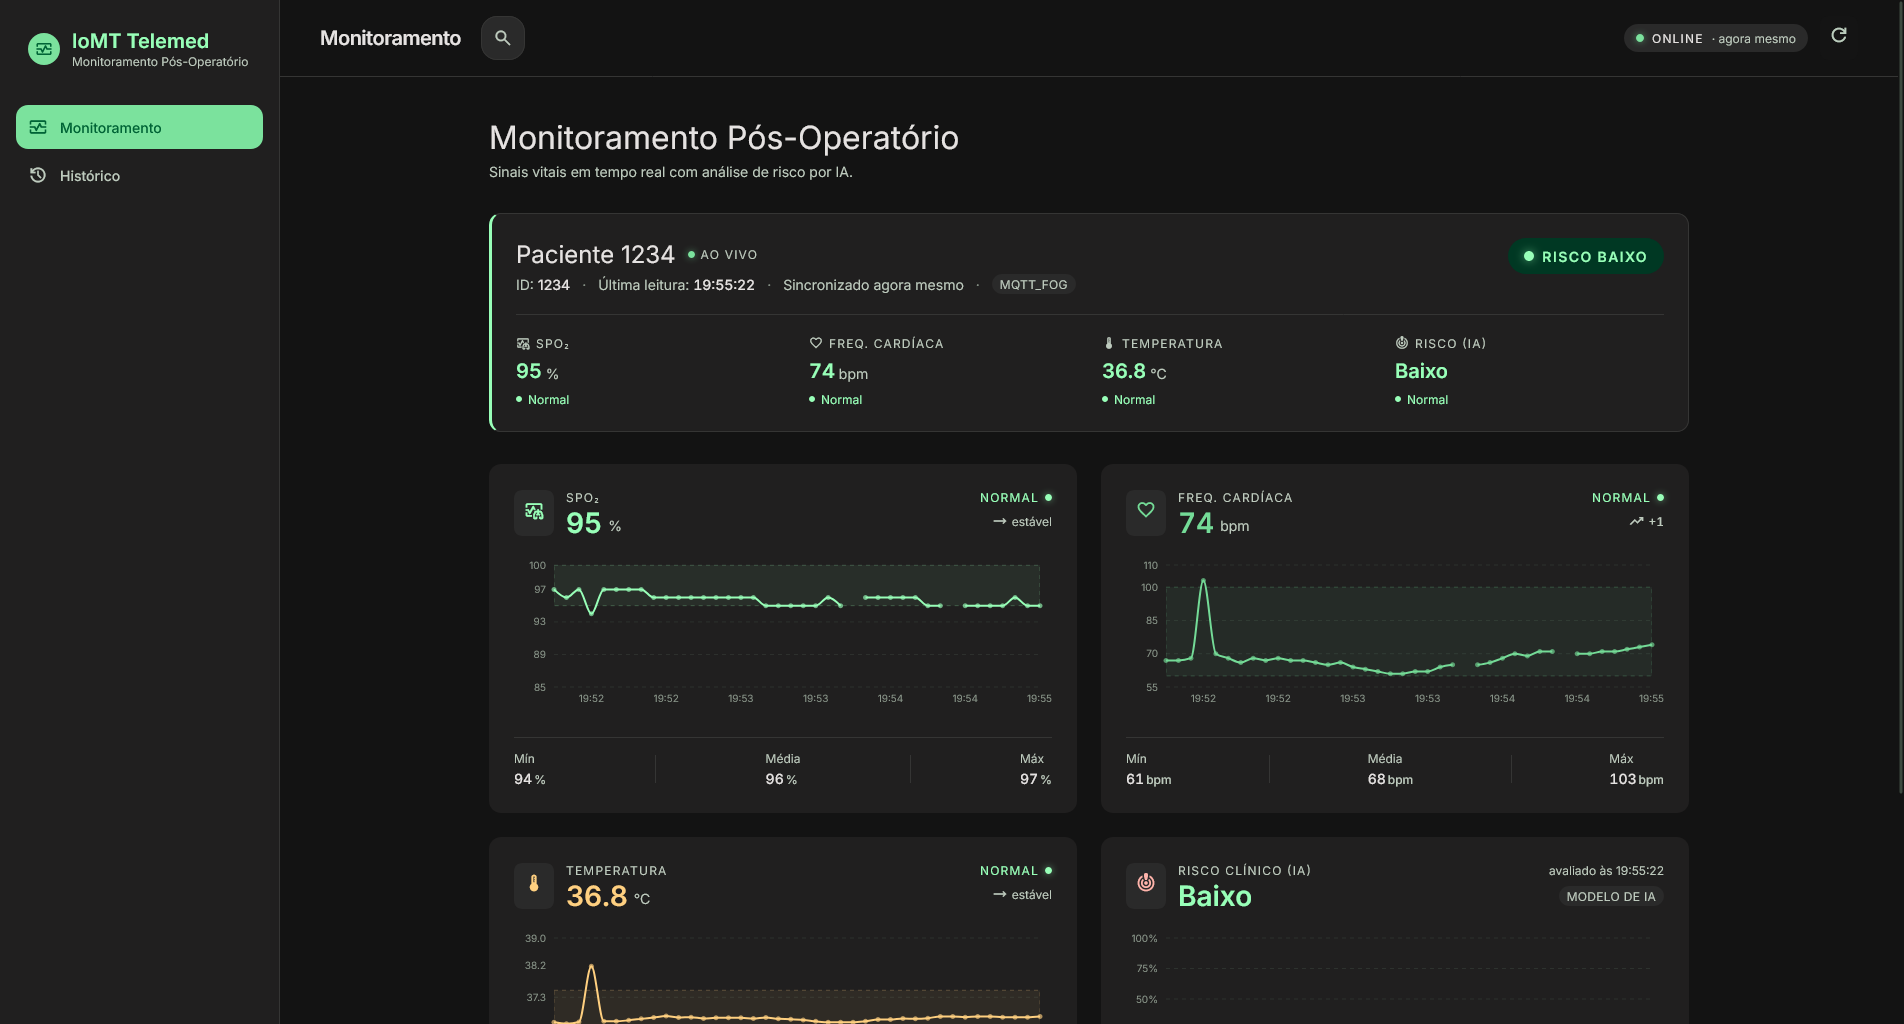 IoMT Telemed
Monitoramento Pós-Operatório
Monitoramento
Histórico
Monitoramento
ONLINE · agora mesmo
Monitoramento Pós-Operatório
Sinais vitais em tempo real com análise de risco por IA.
Paciente 1234 AO VIVO
RISCO BAIXO
ID: 1234 · Última leitura: 19:55:22 · Sincronizado agora mesmo · MQTT_FOG
SPO₂
95 %
Normal
FREQ. CARDÍACA
74 bpm
Normal
TEMPERATURA
36.8 °C
Normal
RISCO (IA)
Baixo
Normal
SPO₂
95 %
NORMAL
estável
100
97
93
89
85
19:52 19:52 19:53 19:53 19:54 19:54 19:55
Mín
94 %
Média
96 %
Máx
97 %
FREQ. CARDÍACA
74 bpm
NORMAL
+1
110
100
85
70
55
19:52 19:52 19:53 19:53 19:54 19:54 19:55
Mín
61 bpm
Média
68 bpm
Máx
103 bpm
TEMPERATURA
36.8 °C
NORMAL
estável
39.0
38.2
37.3
RISCO CLÍNICO (IA)
Baixo
avaliado às 19:55:22
MODELO DE IA
100%
75%
50%